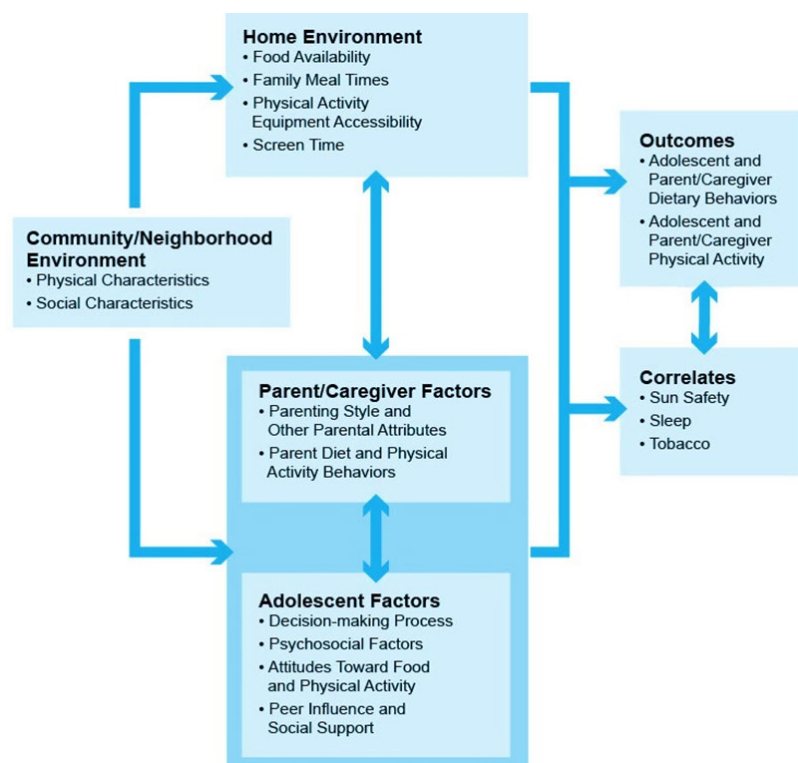 Home Environment
• Food Availability
• Family Meal Times
• Physical Activity
Equipment Accessibility
• Screen Time
Community/Neighborhood
Environment
• Physical Characteristics
• Social Characteristics
Outcomes
• Adolescent and
Parent/Caregiver
Dietary Behaviors
• Adolescent and
Parent/Caregiver
Physical Activity
Parent/Caregiver Factors
• Parenting Style and
Other Parental Attributes
• Parent Diet and Physical
Activity Behaviors
Correlates
• Sun Safety
• Sleep
• Tobacco
Adolescent Factors
• Decision-making Process
• Psychosocial Factors
• Attitudes Toward Food
and Physical Activity
• Peer Influence and
Social Support